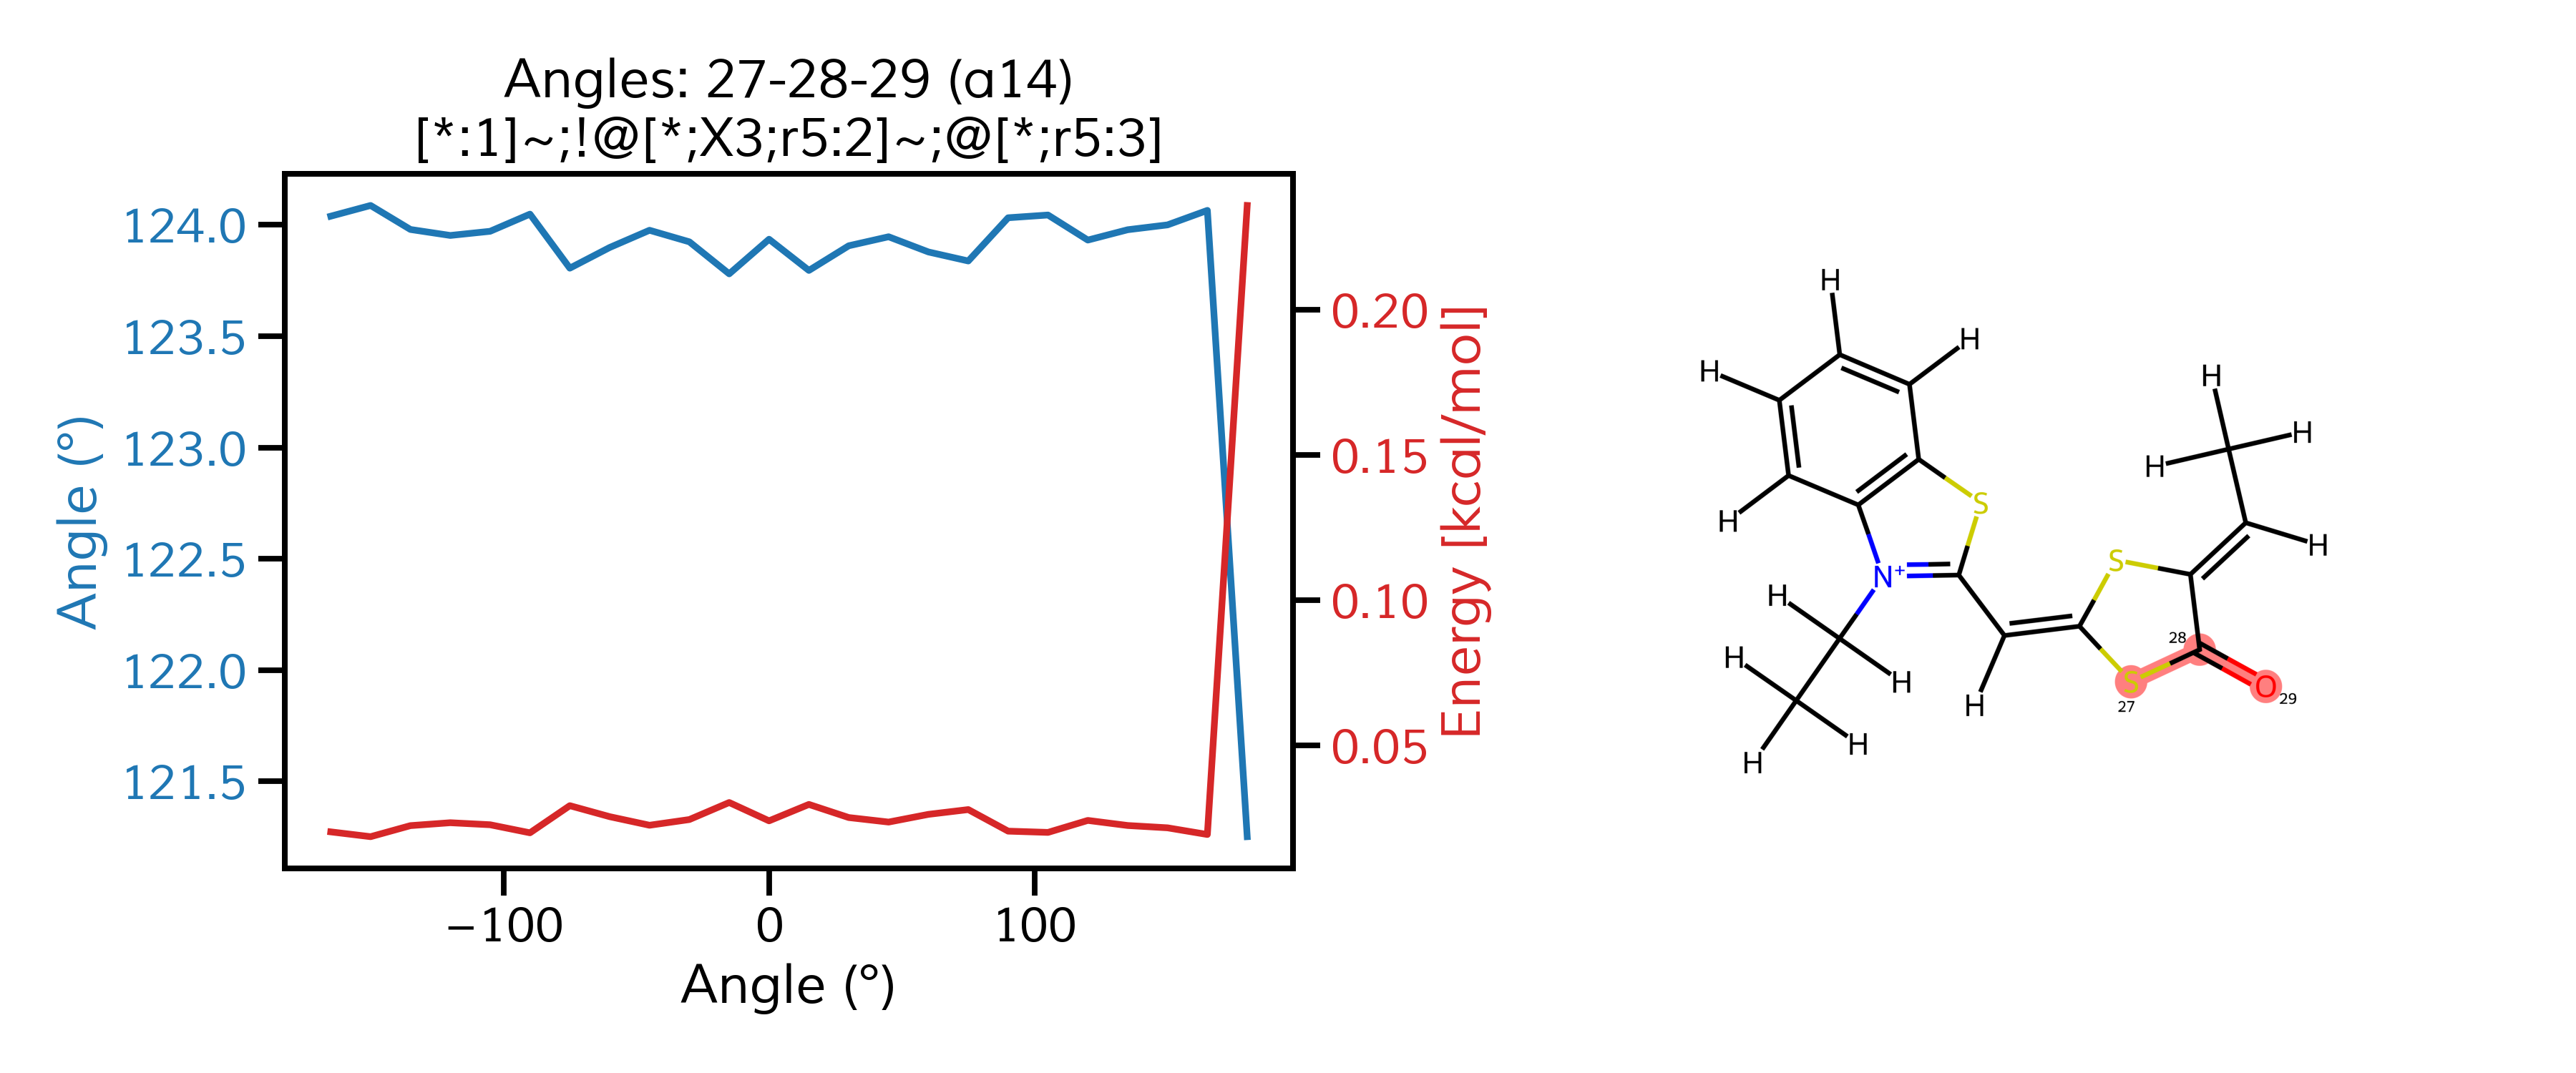 Angles: 27-28-29 (a14)
[*:1]~;!@[*;X3;r5:2]~;@[*;r5:3]
124.0
123.5
123.0
122.5
122.0
121.5
Angle (°)
0.20
0.15
0.10
0.05
Energy [kcal/mol]
−100
0
100
Angle (°)
H
H
H
H
H
H
H
S
H
H
S
N+
H
28
H
H
S
27
O
29
H
H
H